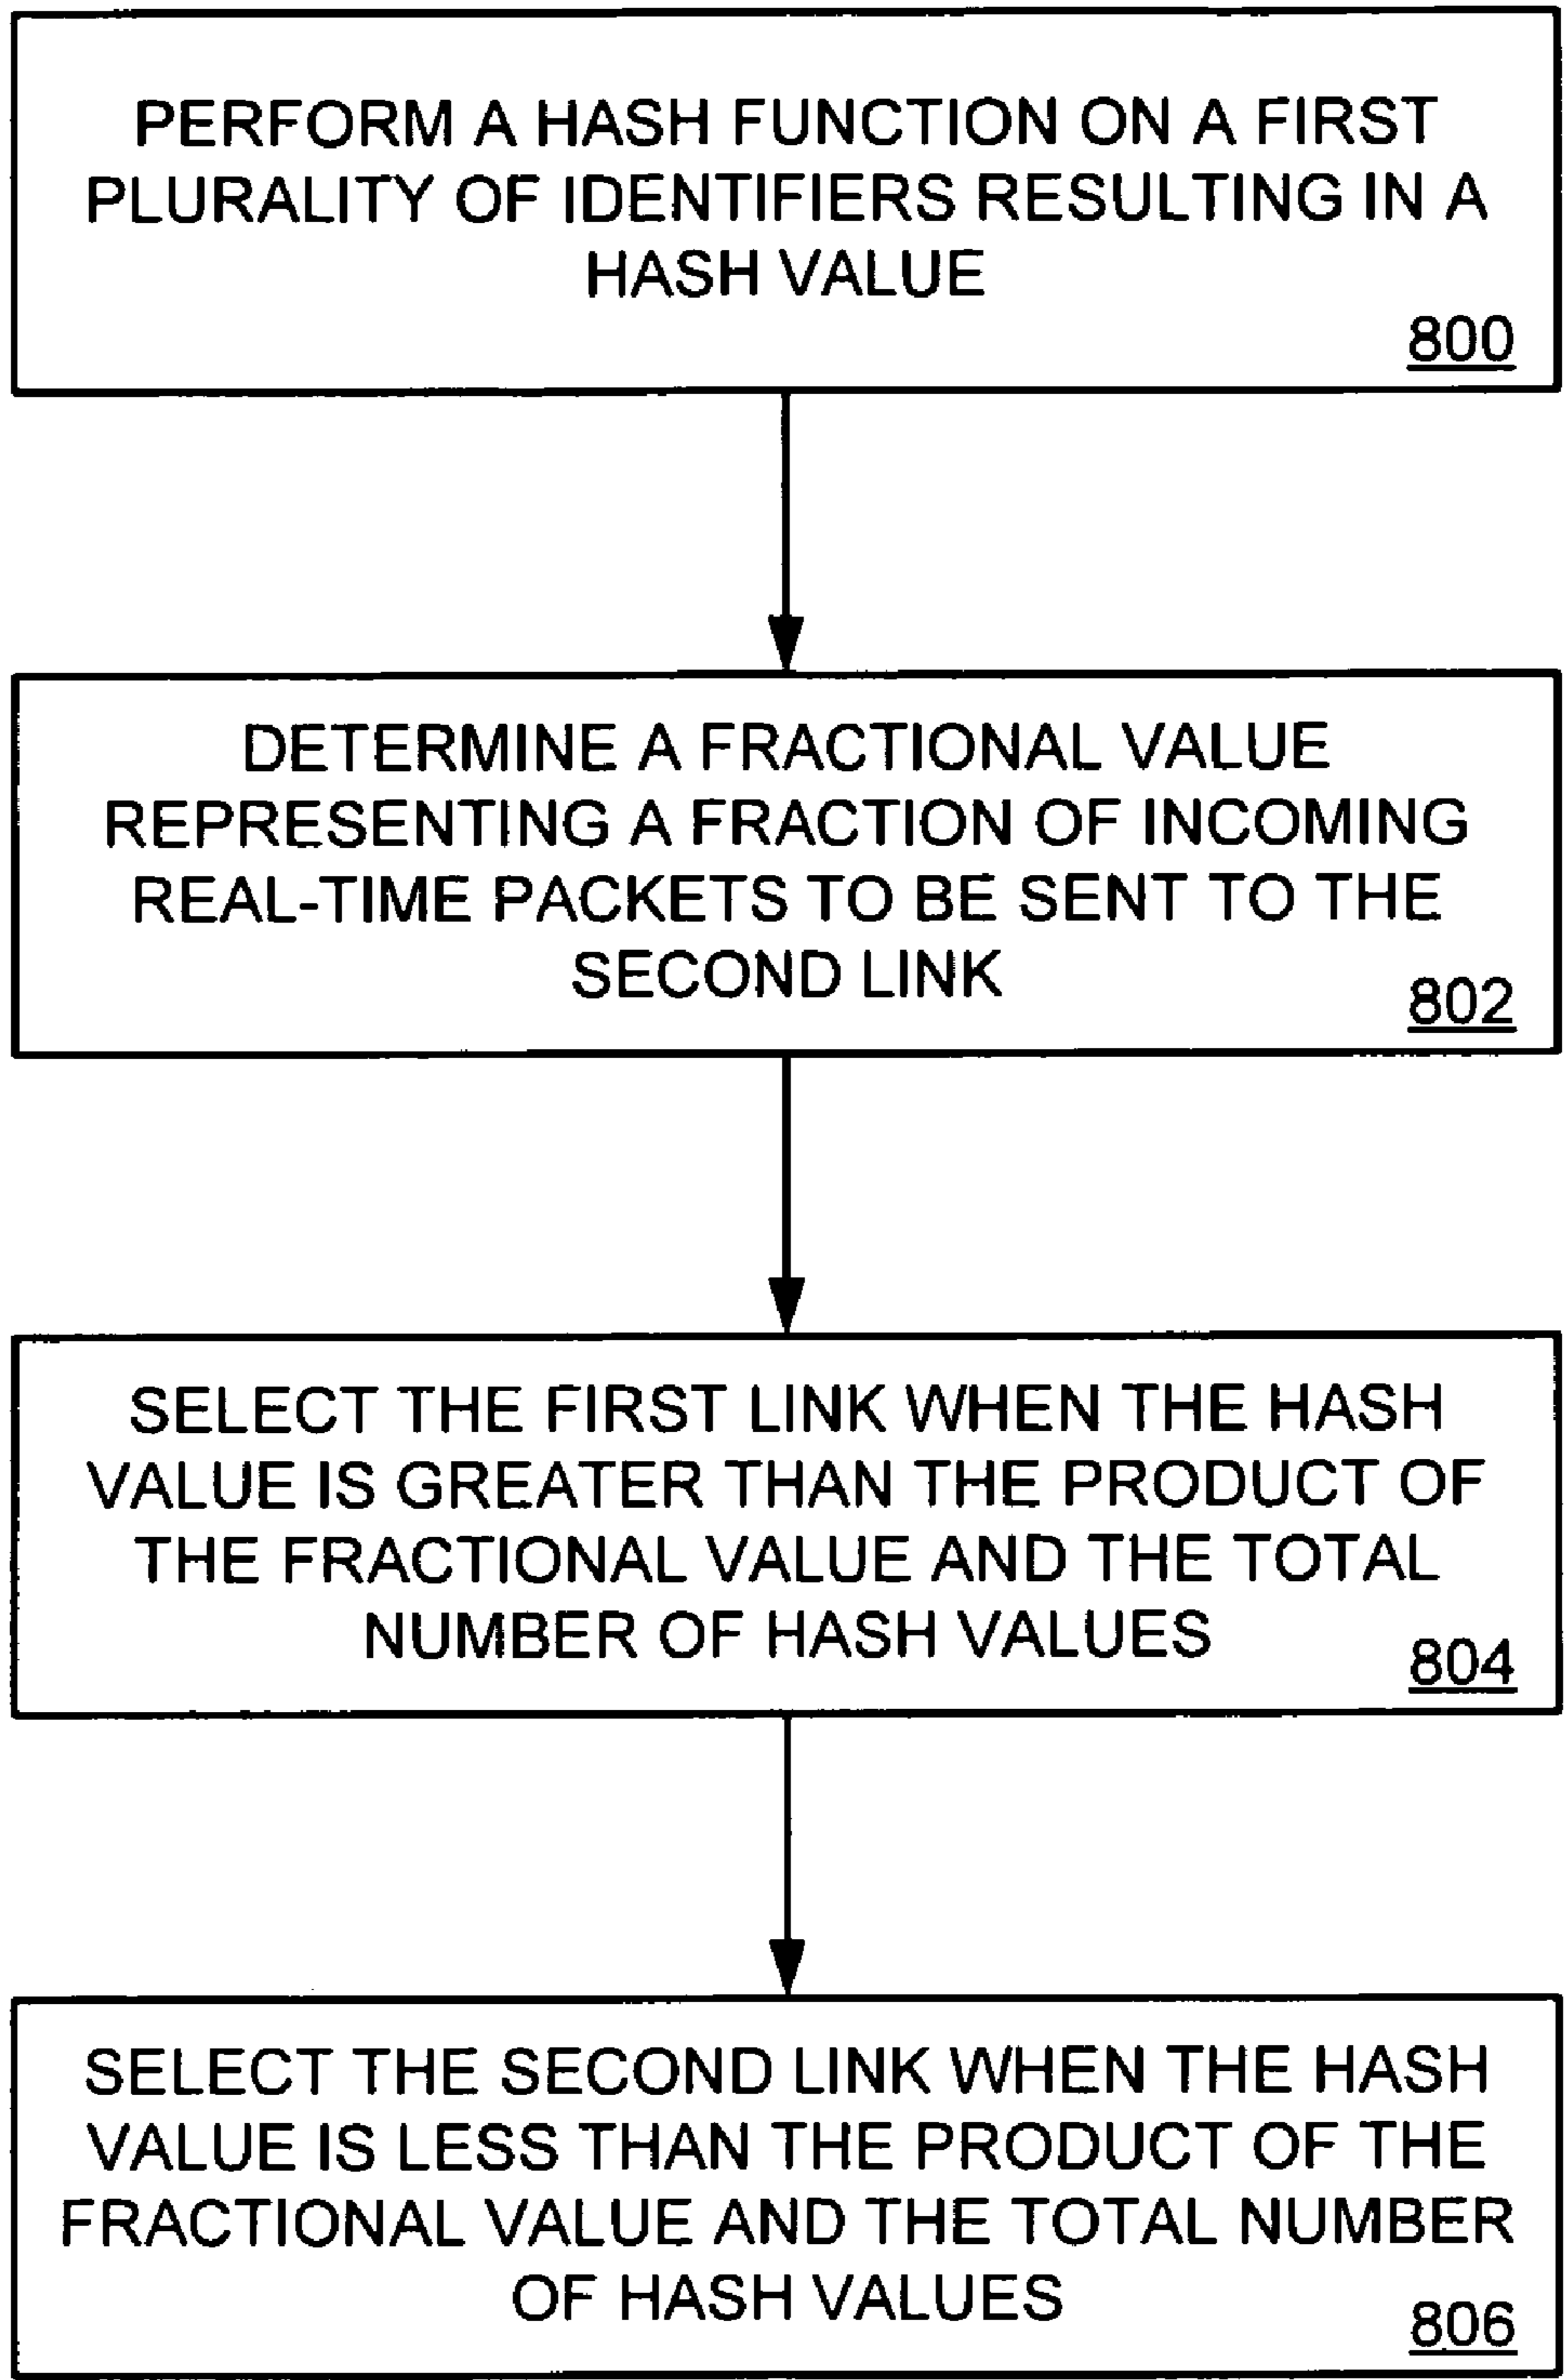 PERFORM A HASH FUNCTION ON A FIRST
PLURALITY OF IDENTIFIERS RESULTING IN A
HASH VALUE
800
DETERMINE A FRACTIONAL VALUE
REPRESENTING A FRACTION OF INCOMING
REAL-TIME PACKETS TO BE SENT TO THE
SECOND LINK
802
SELECT THE FIRST LINK WHEN THE HASH
VALUE IS GREATER THAN THE PRODUCT OF
THE FRACTIONAL VALUE AND THE TOTAL
NUMBER OF HASH VALUES
804
SELECT THE SECOND LINK WHEN THE HASH
VALUE IS LESS THAN THE PRODUCT OF THE
FRACTIONAL VALUE AND THE TOTAL NUMBER
OF HASH VALUES
806